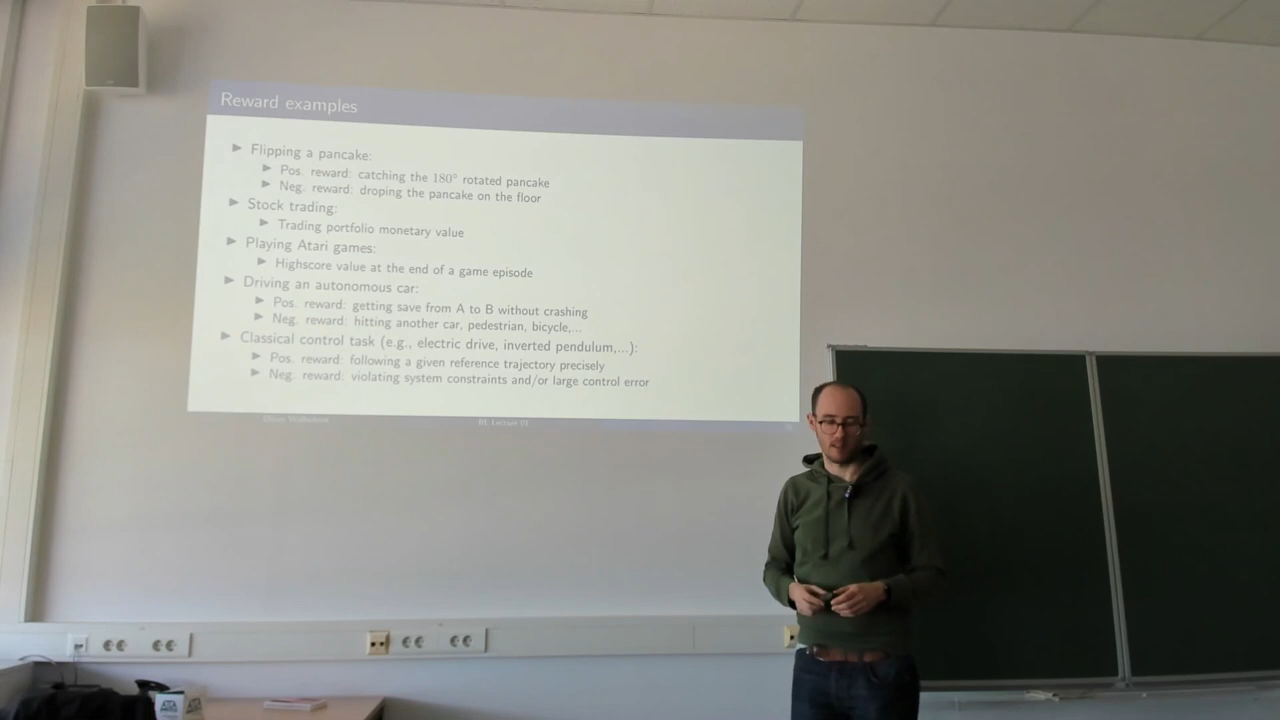 Reward examples
▶ Flipping a pancake:
▶ Pos. reward: catching the 180° rotated pancake
▶ Neg. reward: droping the pancake on the floor
▶ Stock trading:
▶ Trading portfolio monetary value
▶ Playing Atari games:
▶ Highscore value at the end of a game episode
▶ Driving an autonomous car:
▶ Pos. reward: getting save from A to B without crashing
▶ Neg. reward: hitting another car, pedestrian, bicycle,...
▶ Classical control task (e.g., electric drive, inverted pendulum,...):
▶ Pos. reward: following a given reference trajectory precisely
▶ Neg. reward: violating system constraints and/or large control error
RL Lecture 01